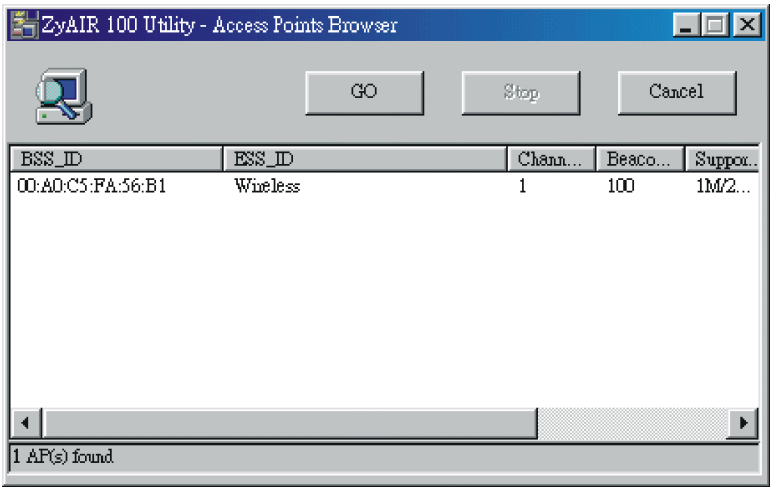 ZyAIR 100 Utility - Access Points Browser
GO Stop Cancel
BSS_ID ESS_ID Chann... Beaco... Suppor...
00:A0:C5:FA:56:B1 Wireless 1 100 1M/2...
1 AP(s) found